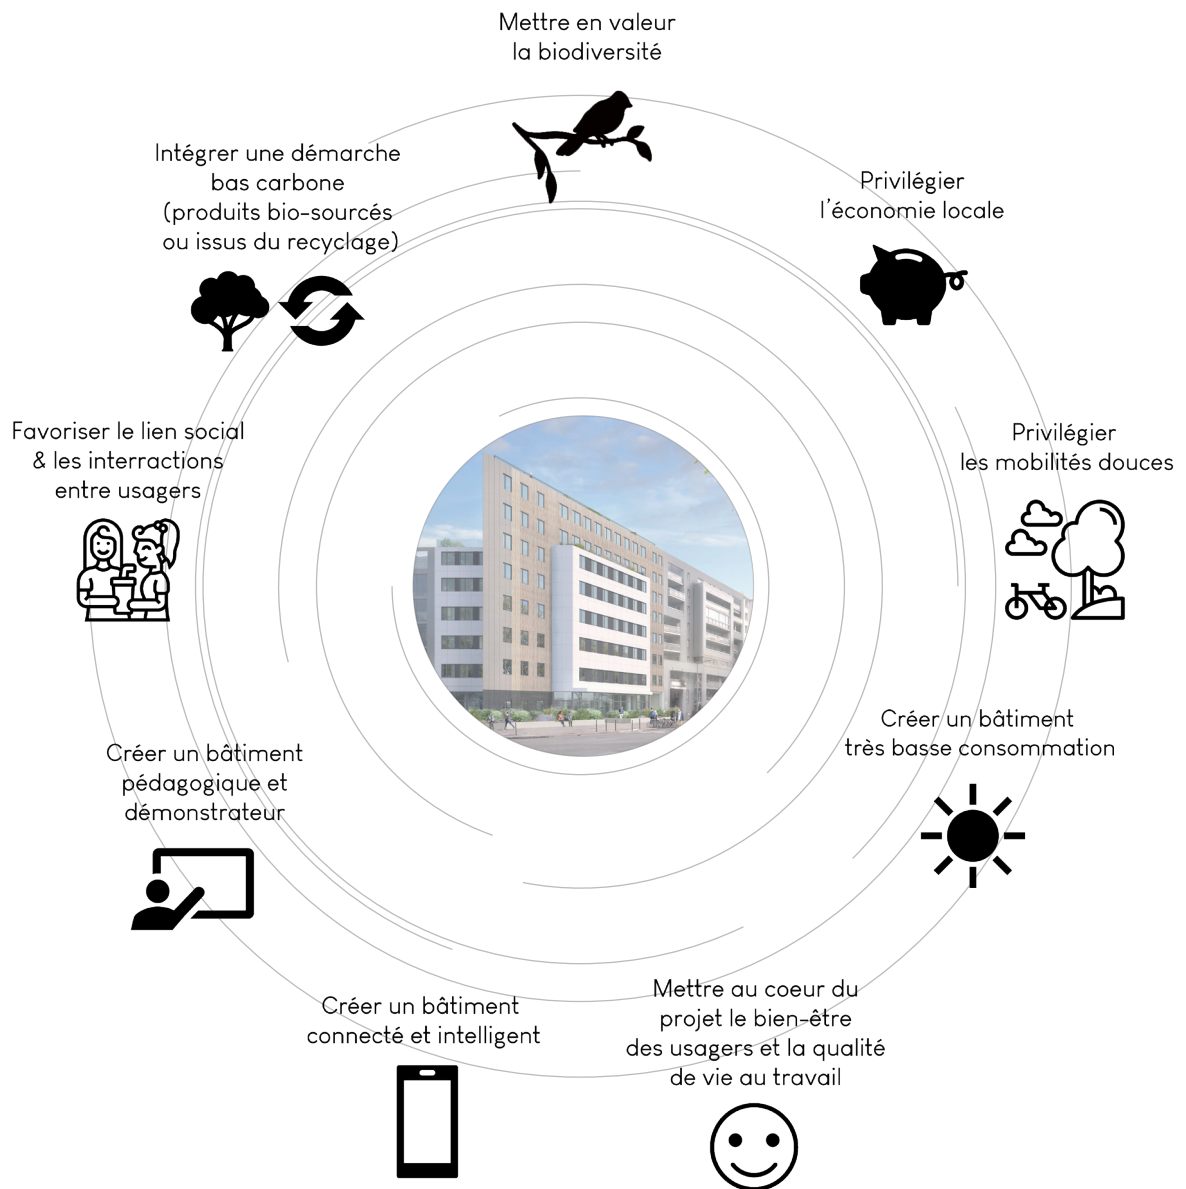 Mettre en valeur
la biodiversité
Intégrer une démarche
bas carbone
(produits bio-sourcés
ou issus du recyclage)
Privilégier
l'économie locale
Favoriser le lien social
& les interractions
entre usagers
Privilégier
les mobilités douces
Créer un bâtiment
très basse consommation
Créer un bâtiment
pédagogique et
démonstrateur
Mettre au coeur du
projet le bien-être
des usagers et la qualité
de vie au travail
Créer un bâtiment
connecté et intelligent